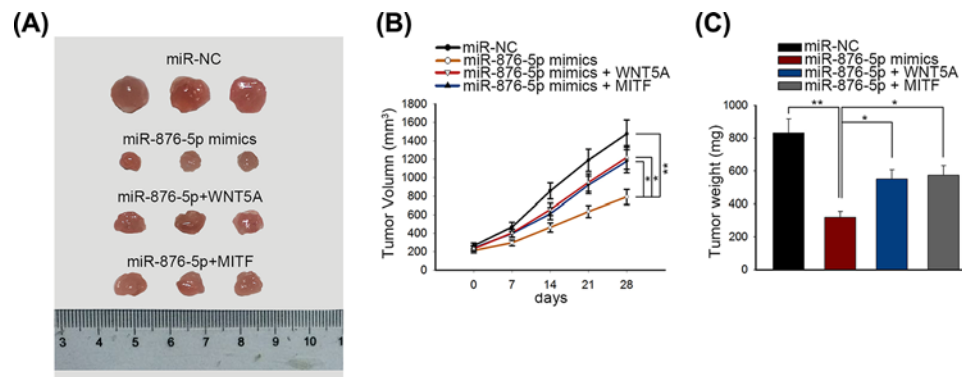 (A)
miR-NC
miR-876-5p mimics
miR-876-5p+WNT5A
miR-876-5p+MITF
3 4 5 6 7 8 9 10 1
(B)
miR-NC
miR-876-5p mimics
miR-876-5p mimics + WNT5A
miR-876-5p mimics + MITF
Tumor Volumn (mm³)
1800
1600
1400
1200
1000
800
600
400
200
0 7 14 21 28
days
*
*
**
(C)
miR-NC
miR-876-5p mimics
miR-876-5p + WNT5A
miR-876-5p + MITF
Tumor weight (mg)
1000
800
600
400
200
0
**
*
*